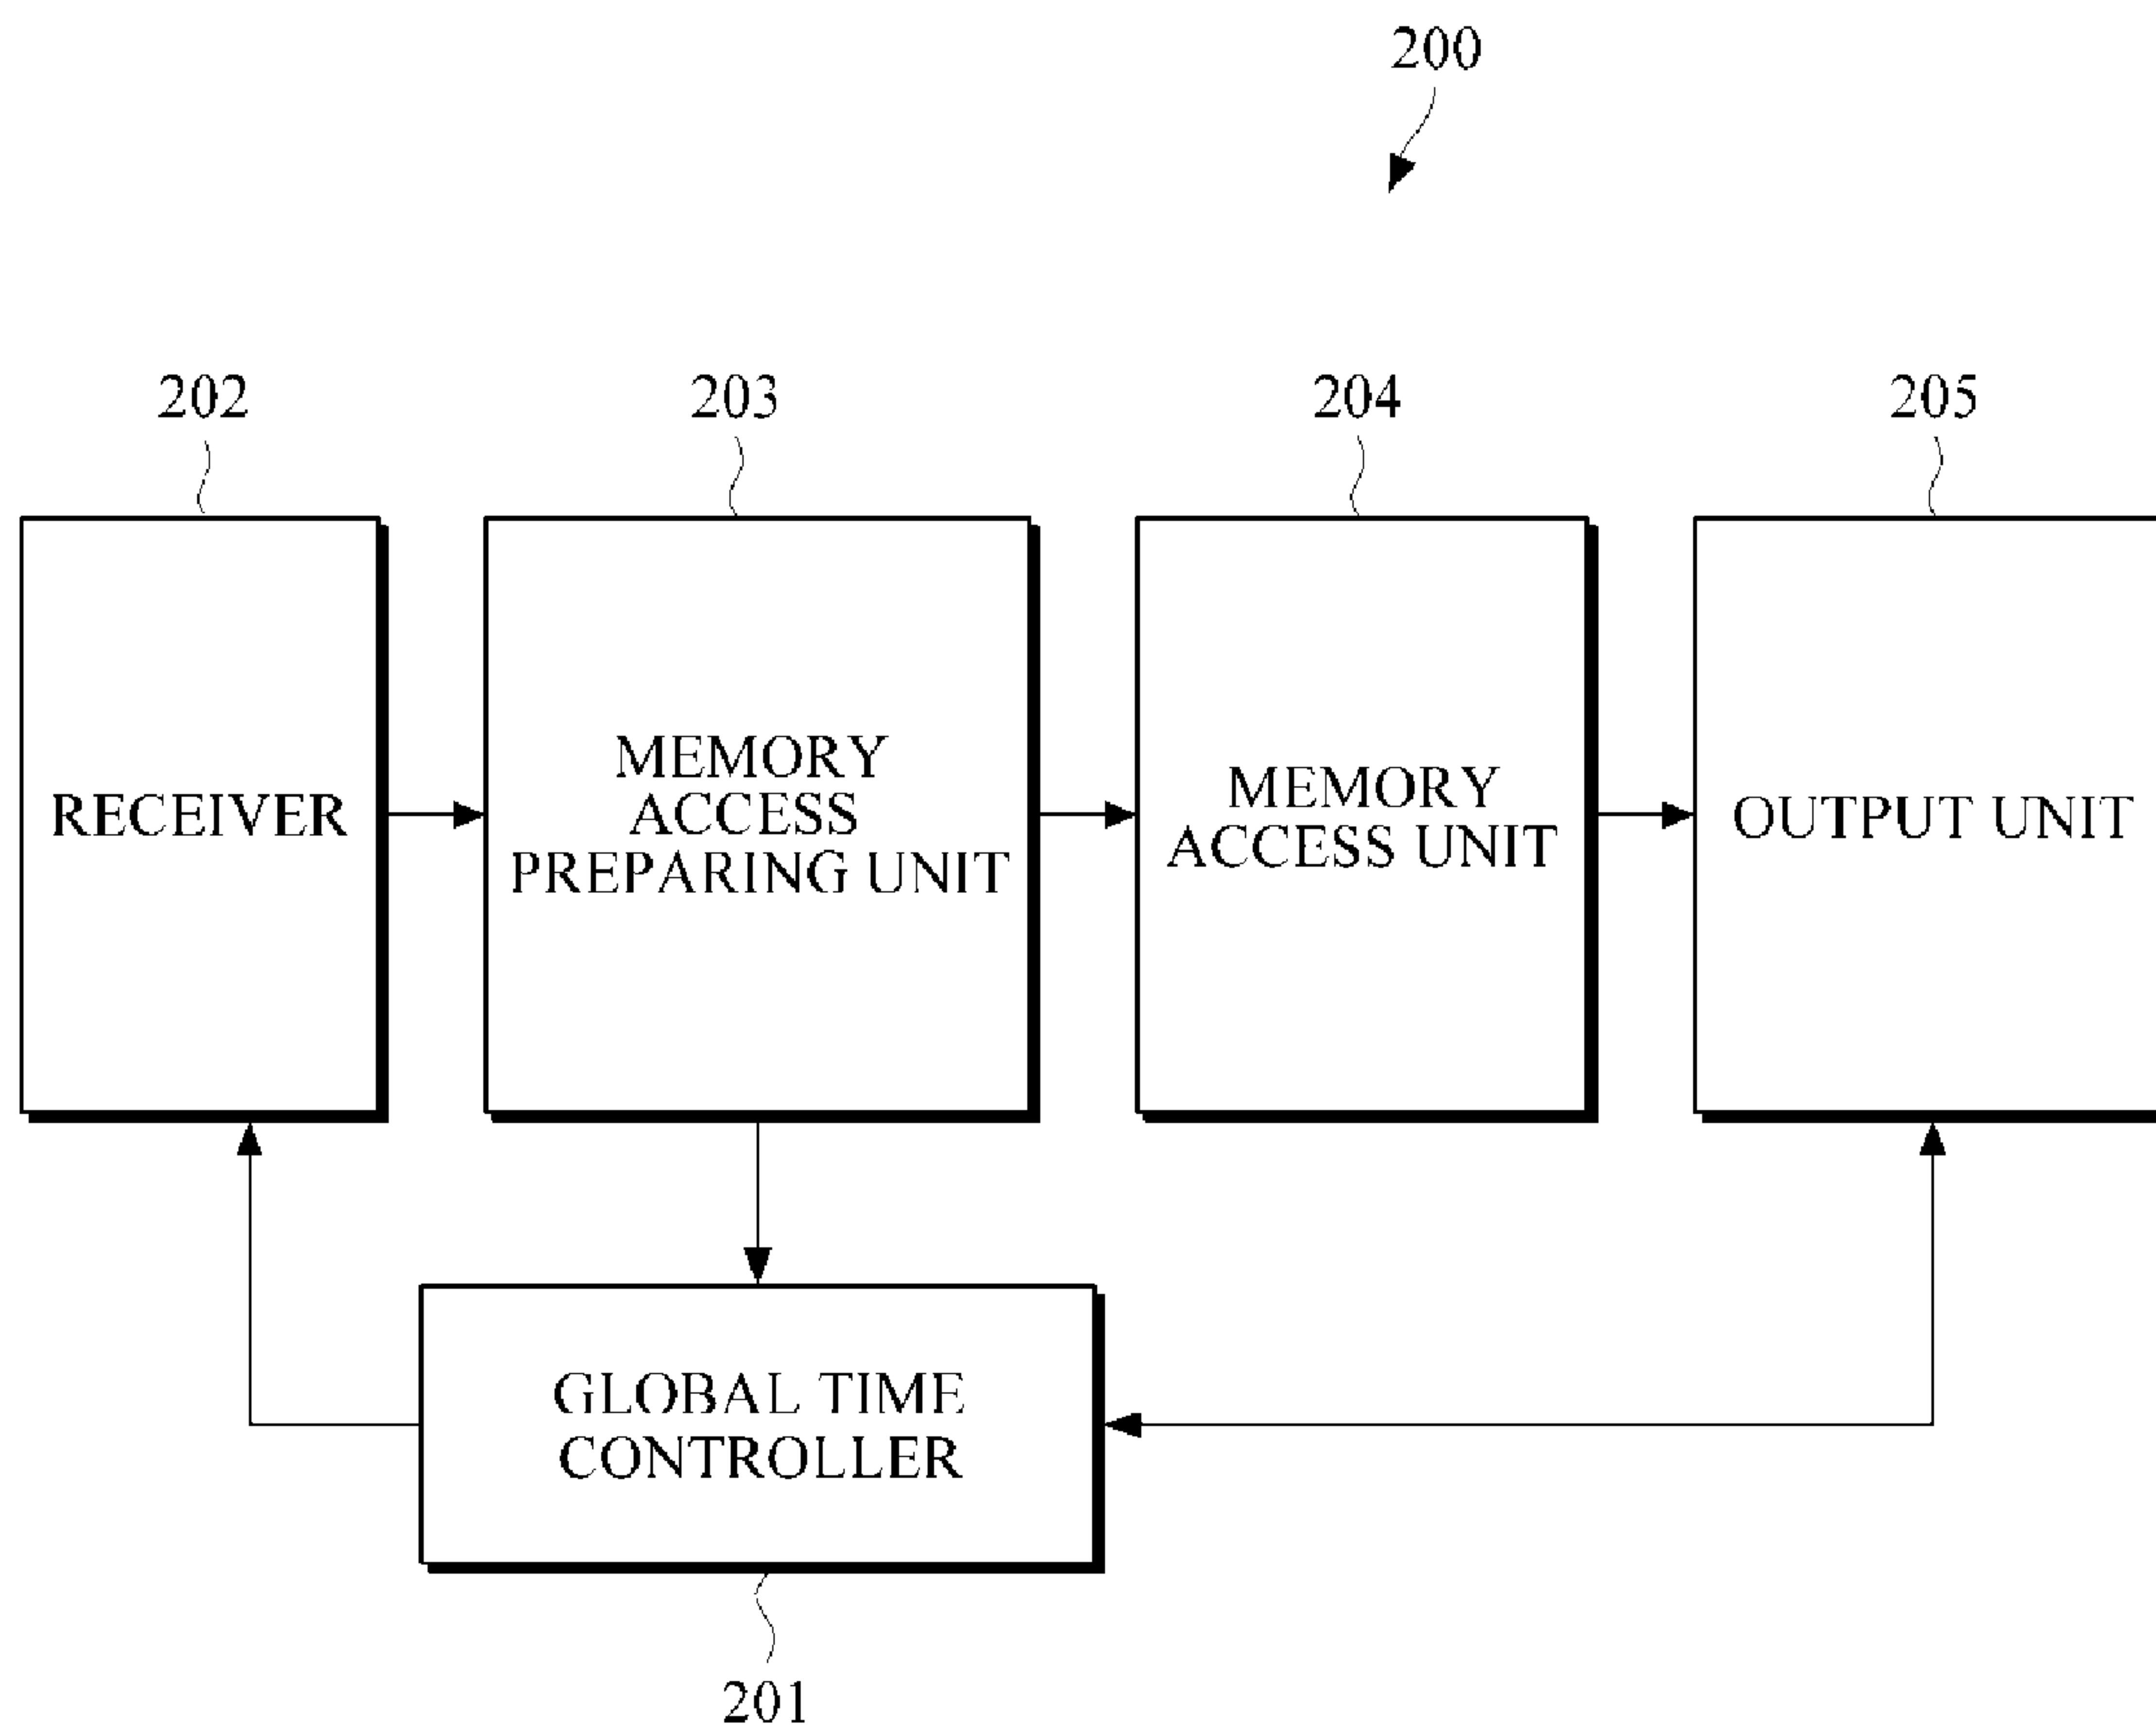 200
202
203
204
205
RECEIVER
MEMORY
ACCESS
PREPARING UNIT
MEMORY
ACCESS UNIT
OUTPUT UNIT
GLOBAL TIME
CONTROLLER
201